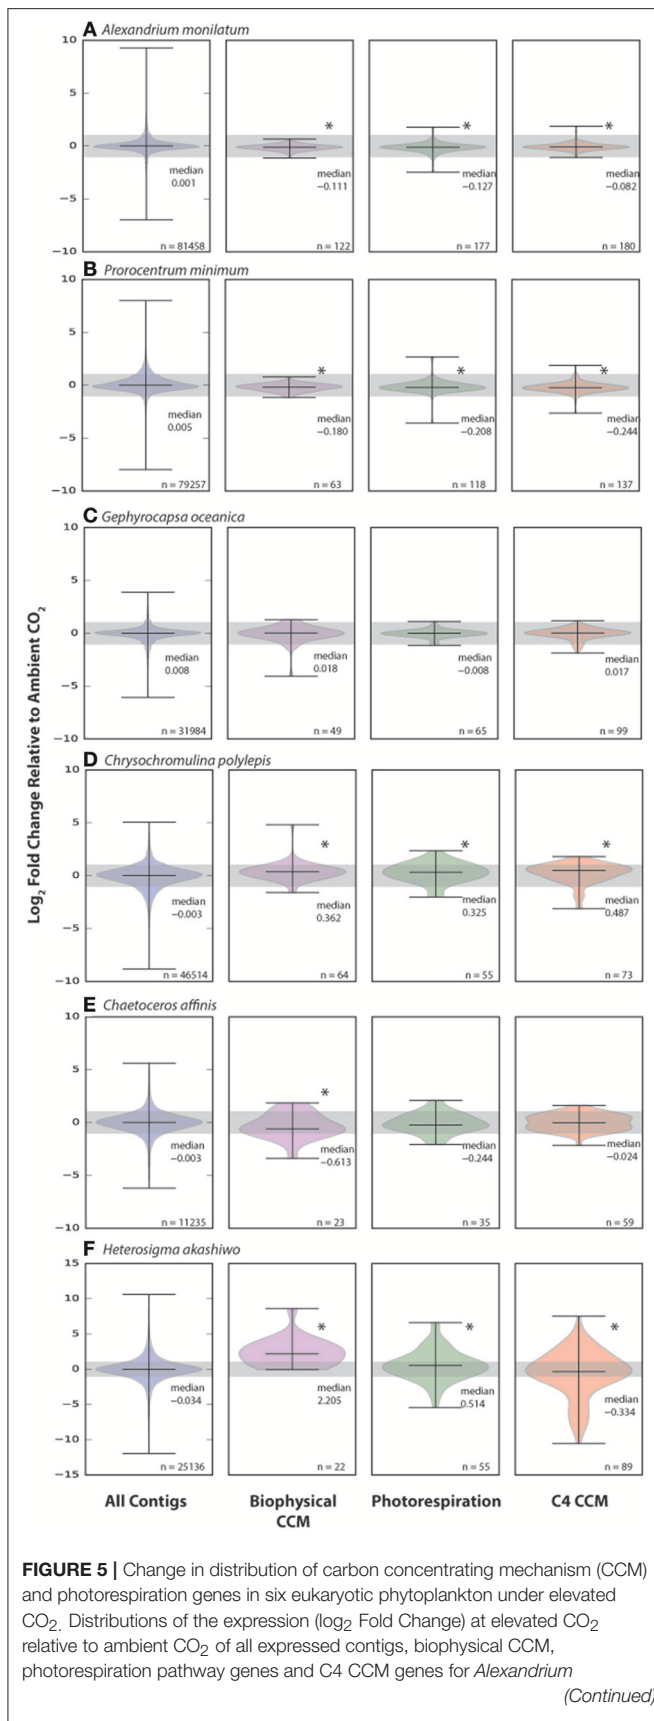 A Alexandrium monilatum
10
5
0
−5
−10
median
0.001
n = 81458
*
median
−0.111
n = 122
*
median
−0.127
n = 177
*
median
−0.082
n = 180
B Prorocentrum minimum
10
5
0
−5
−10
median
0.005
n = 79257
*
median
−0.180
n = 63
*
median
−0.208
n = 118
*
median
−0.244
n = 137
Log2 Fold Change Relative to Ambient CO2
C Gephyrocapsa oceanica
10
5
0
−5
−10
median
0.008
n = 31984
median
0.018
n = 49
median
−0.008
n = 65
median
0.017
n = 99
D Chrysochromulina polylepis
10
5
0
−5
−10
median
−0.003
n = 46514
*
median
0.362
n = 64
*
median
0.325
n = 55
*
median
0.487
n = 73
E Chaetoceros affinis
10
5
0
−5
−10
median
−0.003
n = 11235
*
median
−0.613
n = 23
median
−0.244
n = 35
median
−0.024
n = 59
F Heterosigma akashiwo
15
10
5
0
−5
−10
−15
median
−0.034
n = 25136
*
median
2.205
n = 22
*
median
0.514
n = 55
*
median
−0.334
n = 89
All Contigs
Biophysical
CCM
Photorespiration
C4 CCM
FIGURE 5 | Change in distribution of carbon concentrating mechanism (CCM)
and photorespiration genes in six eukaryotic phytoplankton under elevated
CO2. Distributions of the expression (log2 Fold Change) at elevated CO2
relative to ambient CO2 of all expressed contigs, biophysical CCM,
photorespiration pathway genes and C4 CCM genes for Alexandrium
(Continued)